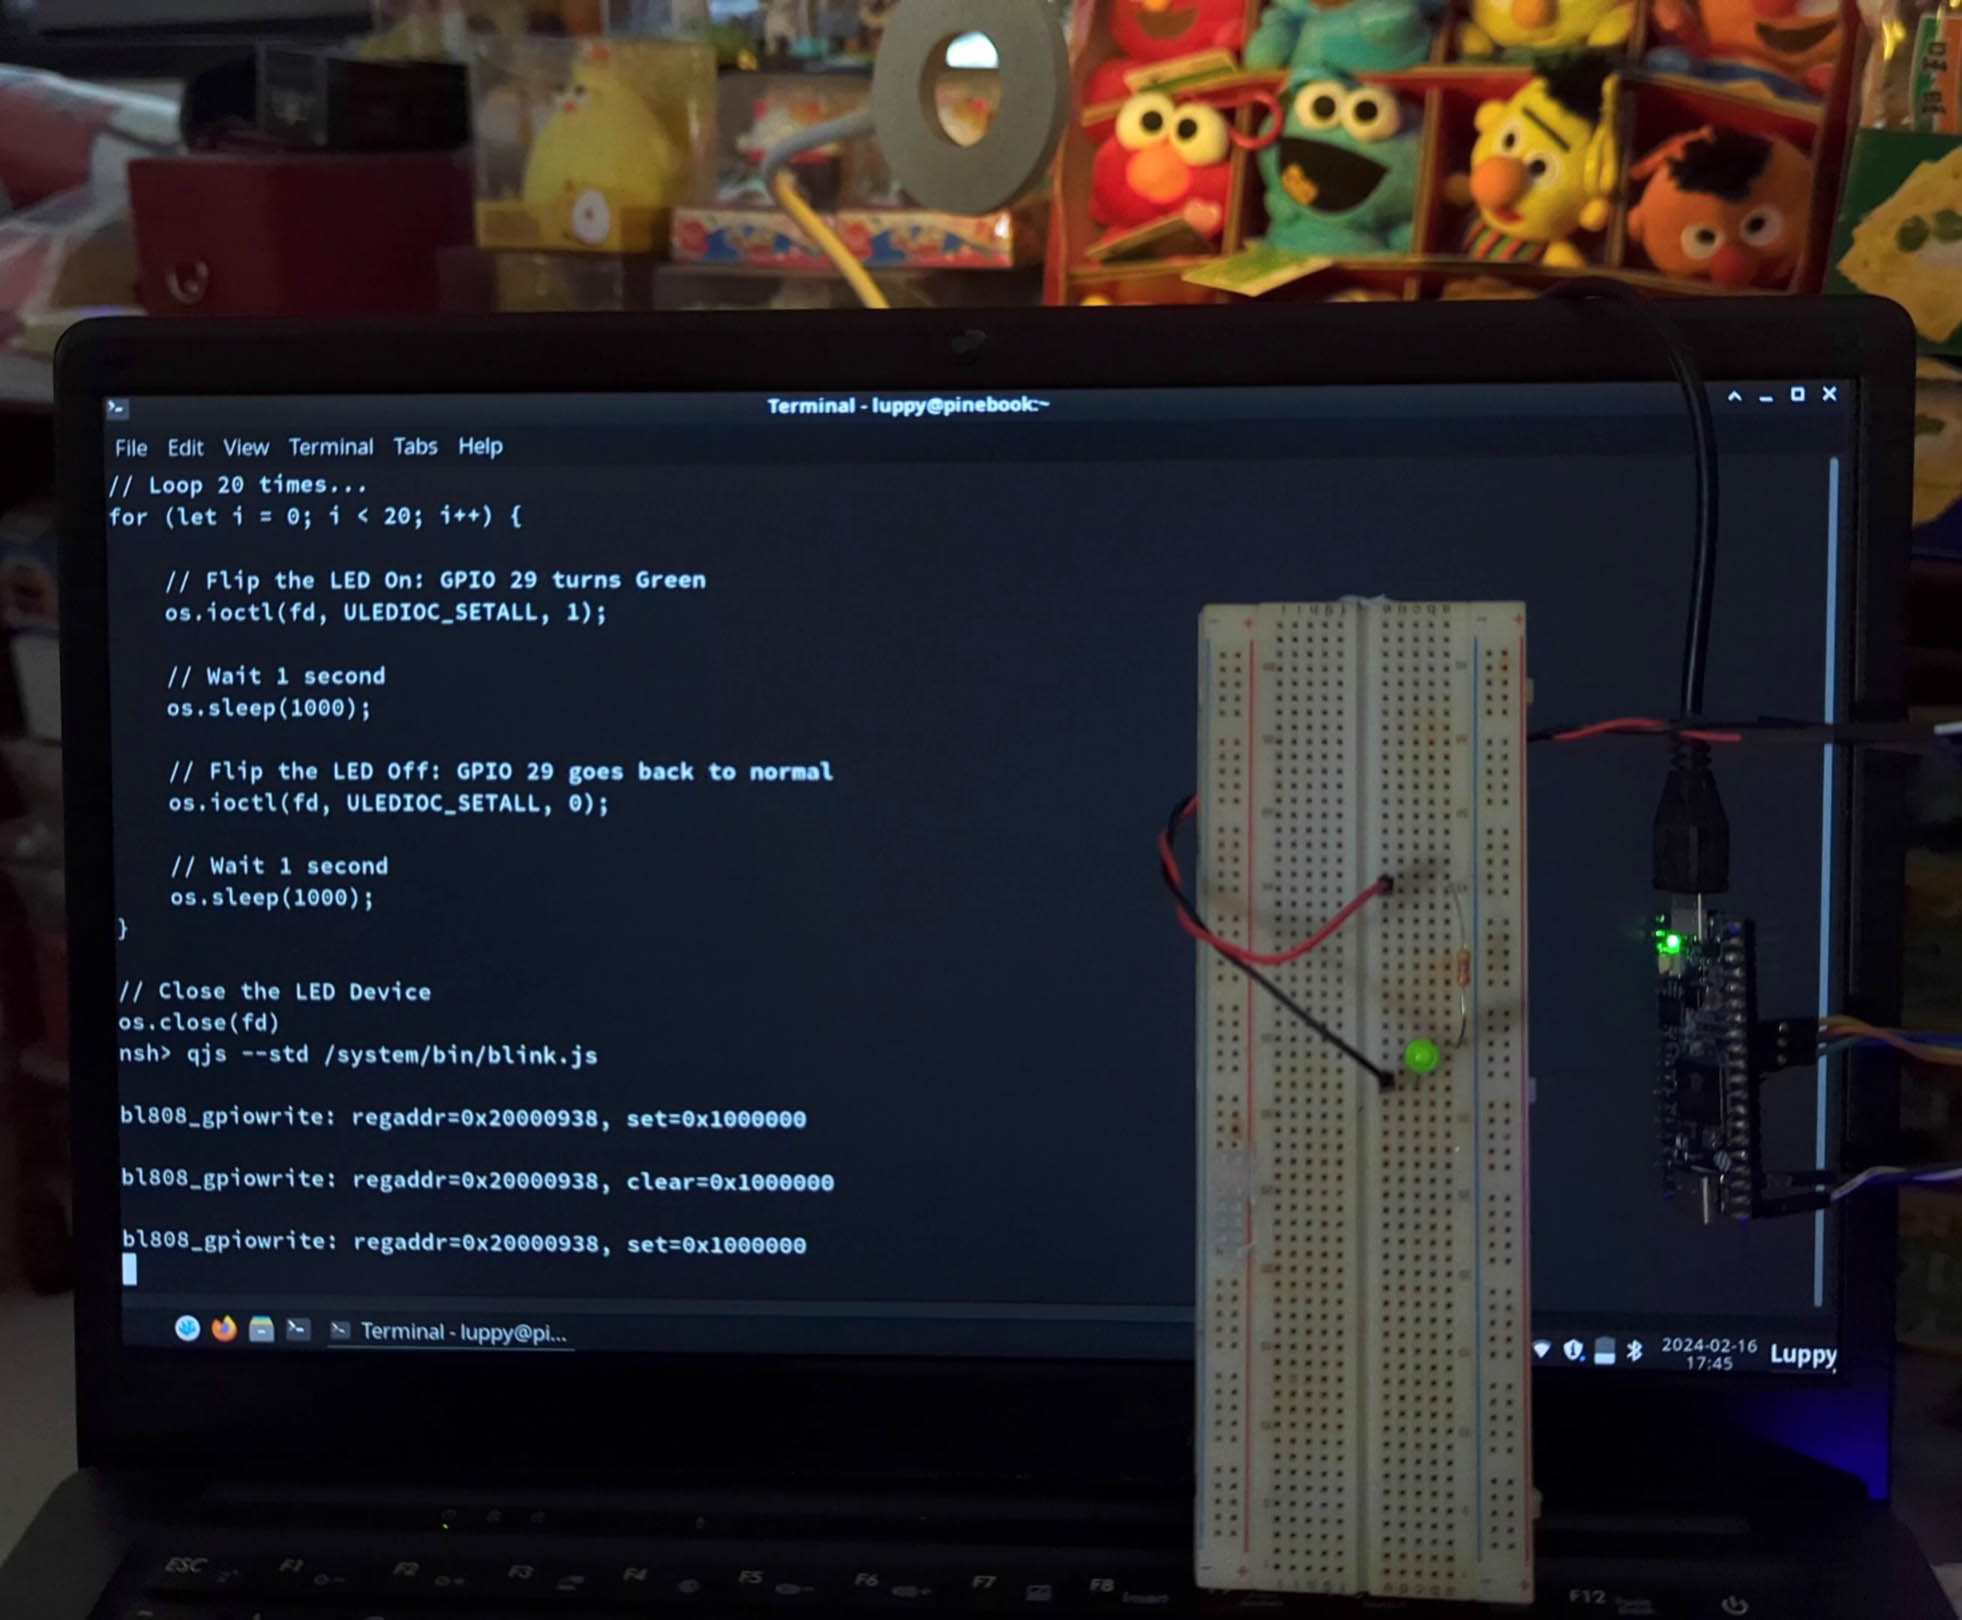 Terminal - luppy@pinebook:~
File Edit View Terminal Tabs Help
// Loop 20 times...
for (let i = 0; i < 20; i++) {
// Flip the LED On: GPIO 29 turns Green
os.ioctl(fd, ULEDIOC_SETALL, 1);
// Wait 1 second
os.sleep(1000);
// Flip the LED Off: GPIO 29 goes back to normal
os.ioctl(fd, ULEDIOC_SETALL, 0);
// Wait 1 second
os.sleep(1000);
}
// Close the LED Device
os.close(fd)
nsh> qjs --std /system/bin/blink.js
bl808_gpiowrite: regaddr=0x20000938, set=0x1000000
bl808_gpiowrite: regaddr=0x20000938, clear=0x1000000
bl808_gpiowrite: regaddr=0x20000938, set=0x1000000
Terminal - luppy@pi...
2024-02-16
17:45
Luppy
ESC F1 F2 F3 F4 F5 F6 F7 F8 Insert F12